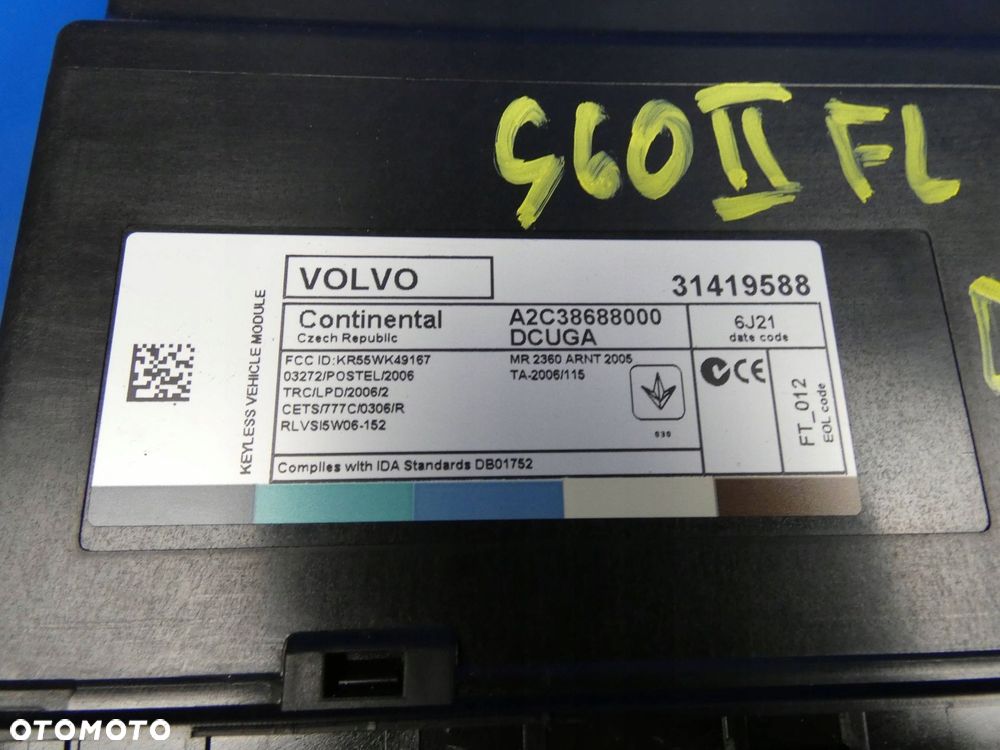 S60 II FL
VOLVO
31419588
KEYLESS VEHICLE MODULE
Continental
Czech Republic
A2C38688000
DCUGA
6J21
date code
FCC ID:KR55WK49167
03272/POSTEL/2006
TRC/LPD/2006/2
CETS/777C/0306/R
RLVSI5W06-152
MR 2360 ARNT 2005
TA-2006/115
CE
FT_012
EOL code
Complies with IDA Standards DB01752
OTOMOTO